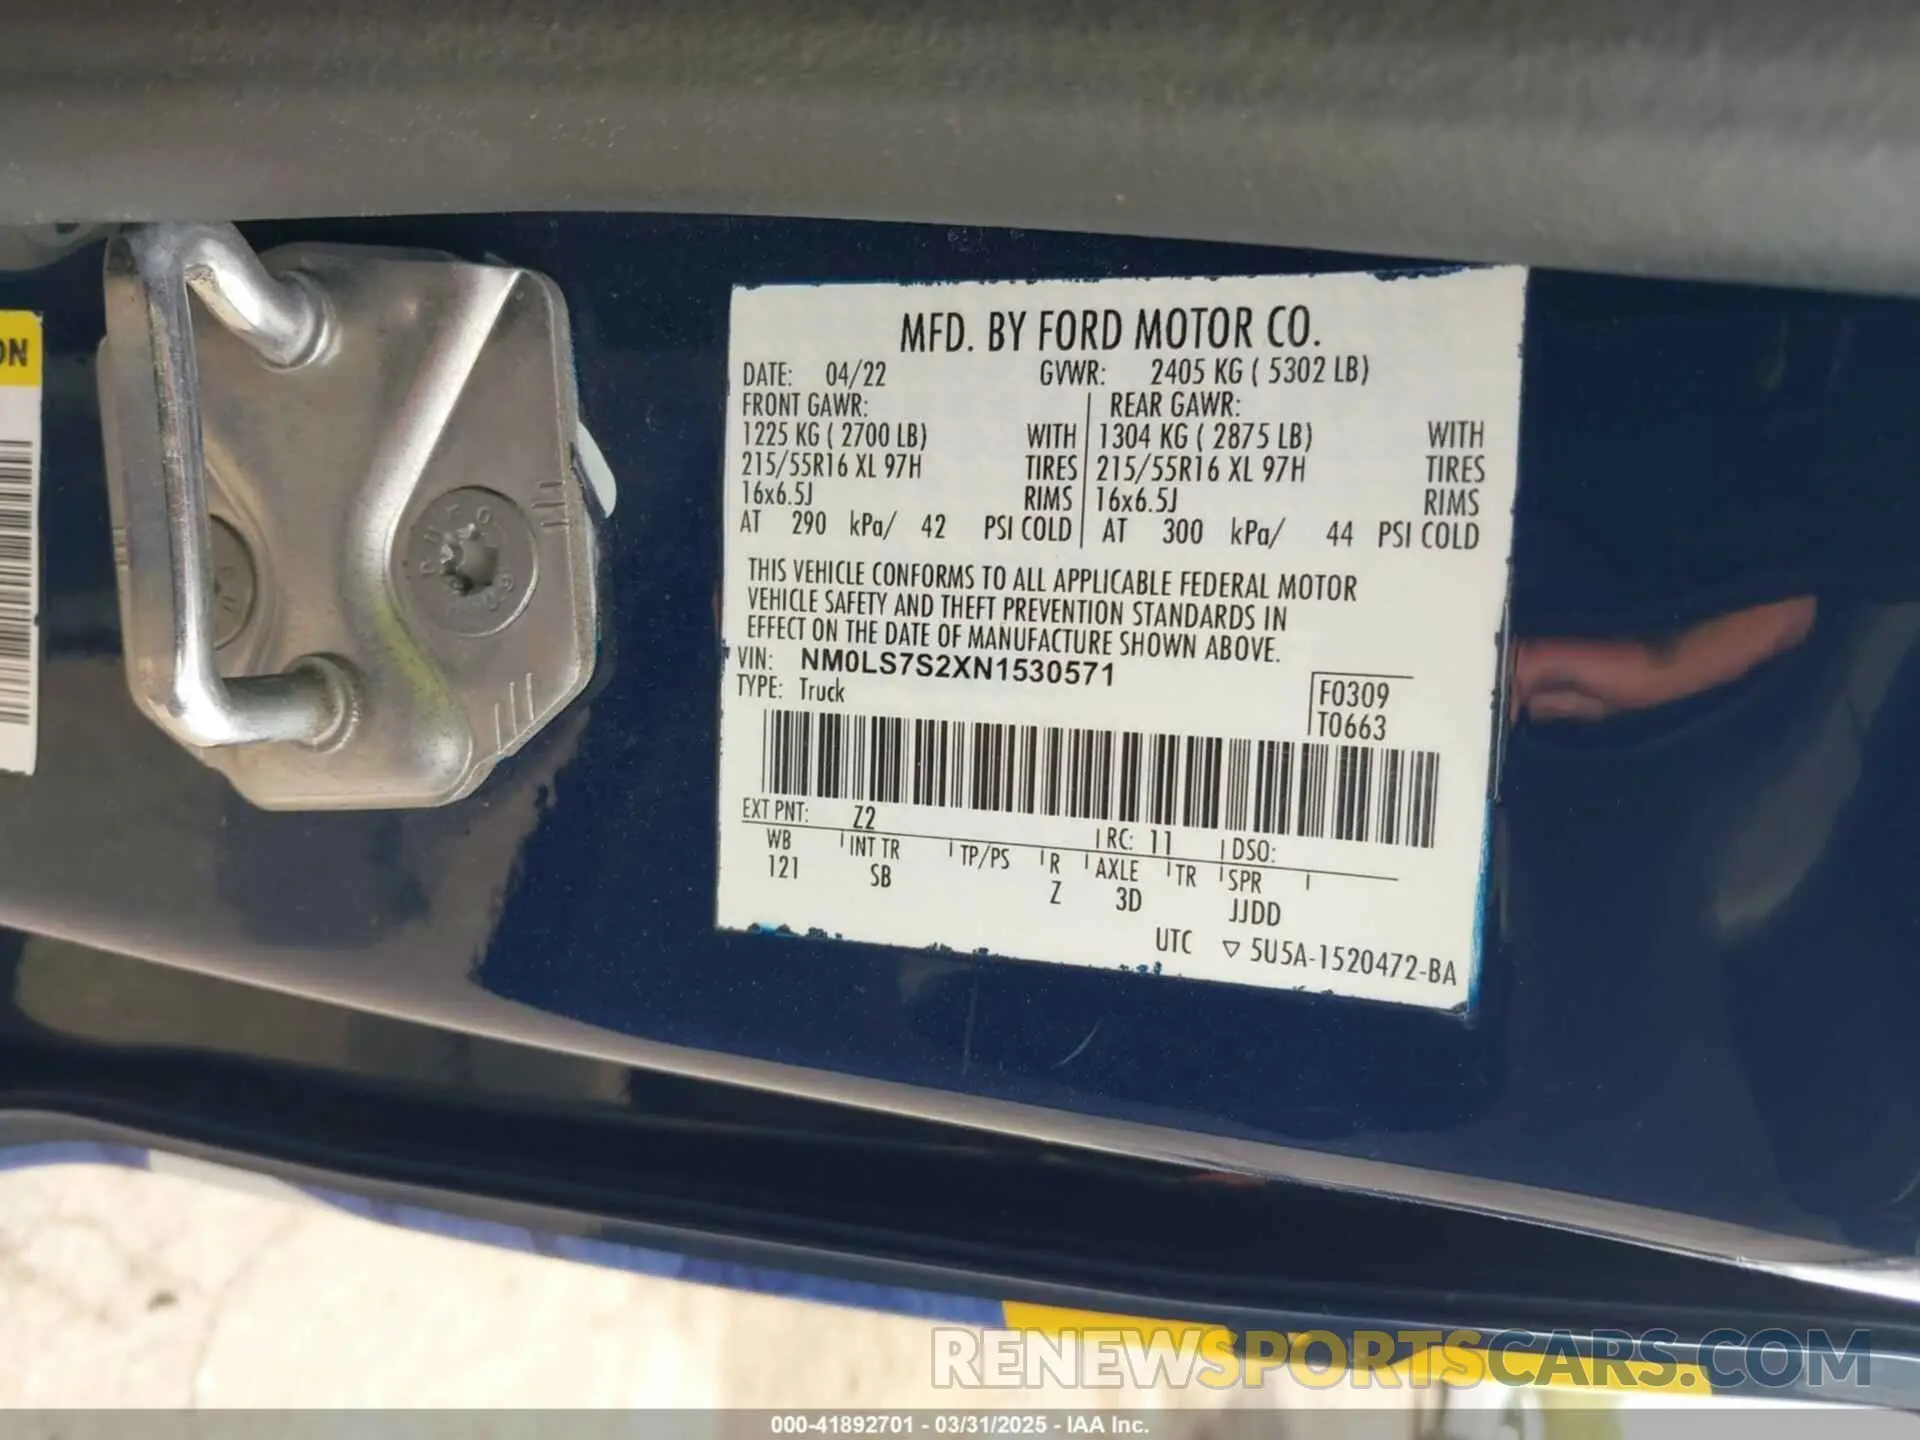 ON
MFD. BY FORD MOTOR CO.
DATE: 04/22 GVWR: 2405 KG ( 5302 LB)
FRONT GAWR: REAR GAWR:
1225 KG ( 2700 LB) WITH 1304 KG ( 2875 LB) WITH
215/55R16 XL 97H TIRES 215/55R16 XL 97H TIRES
16x6.5J RIMS 16x6.5J RIMS
AT 290 kPa/ 42 PSI COLD AT 300 kPa/ 44 PSI COLD
THIS VEHICLE CONFORMS TO ALL APPLICABLE FEDERAL MOTOR
VEHICLE SAFETY AND THEFT PREVENTION STANDARDS IN
EFFECT ON THE DATE OF MANUFACTURE SHOWN ABOVE.
VIN: NM0LS7S2XN1530571
TYPE: Truck
F0309
T0663
EXT PNT: Z2 RC: 11 DSO:
WB INT TR TP/PS R AXLE TR SPR
121 SB Z 3D JJDD
UTC ▽ 5U5A-1520472-BA
RENEWSPORTSCARS.COM
000-41892701 - 03/31/2025 - IAA Inc.